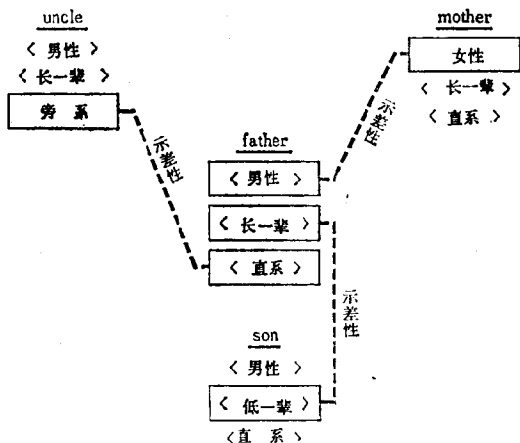 uncle
< 男性 >
< 长一辈 >
旁 系
mother
女性
< 长一辈 >
< 直系 >
示差性
示差性
father
< 男性 >
< 长一辈 >
< 直系 >
示差性
son
< 男性 >
< 低一辈 >
<直 系 >